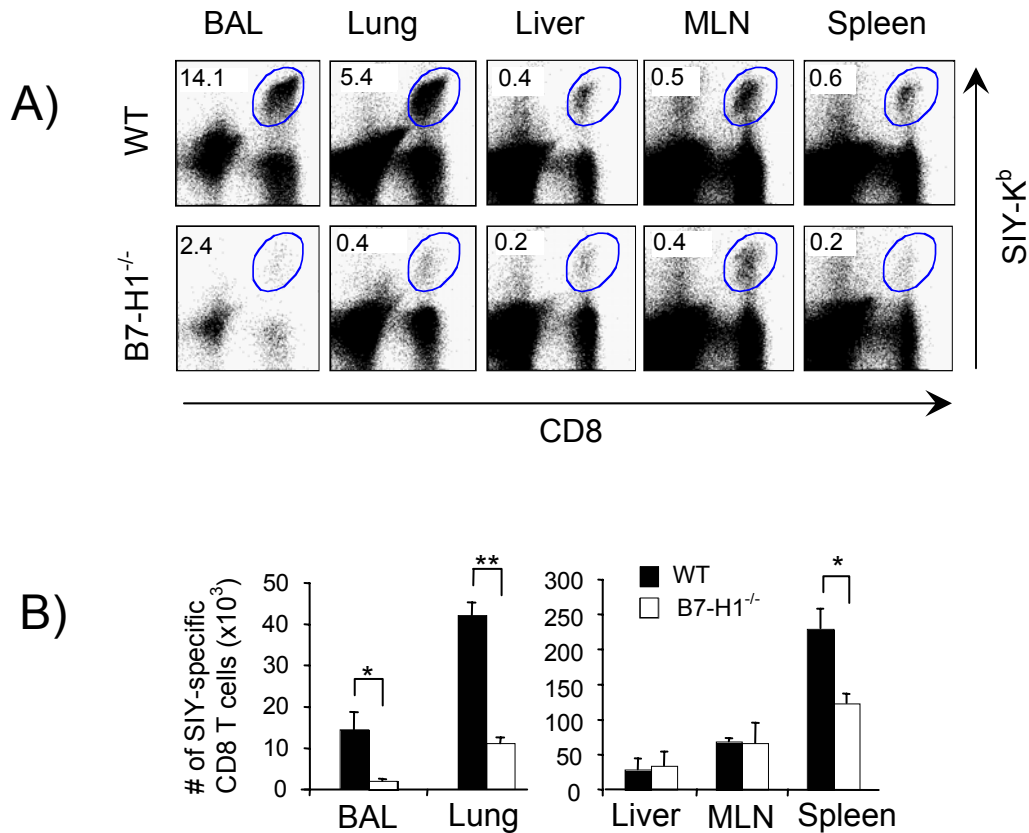 BAL Lung Liver MLN Spleen
A)
WT
14.1 5.4 0.4 0.5 0.6
B7-H1-/-
2.4 0.4 0.2 0.4 0.2
SIY-Kb
CD8
B)
# of SIY-specific
CD8 T cells (x10³)
50
40
30
20
10
0
*
**
BAL Lung
300
250
200
150
100
50
0
WT
B7-H1-/-
*
Liver MLN Spleen